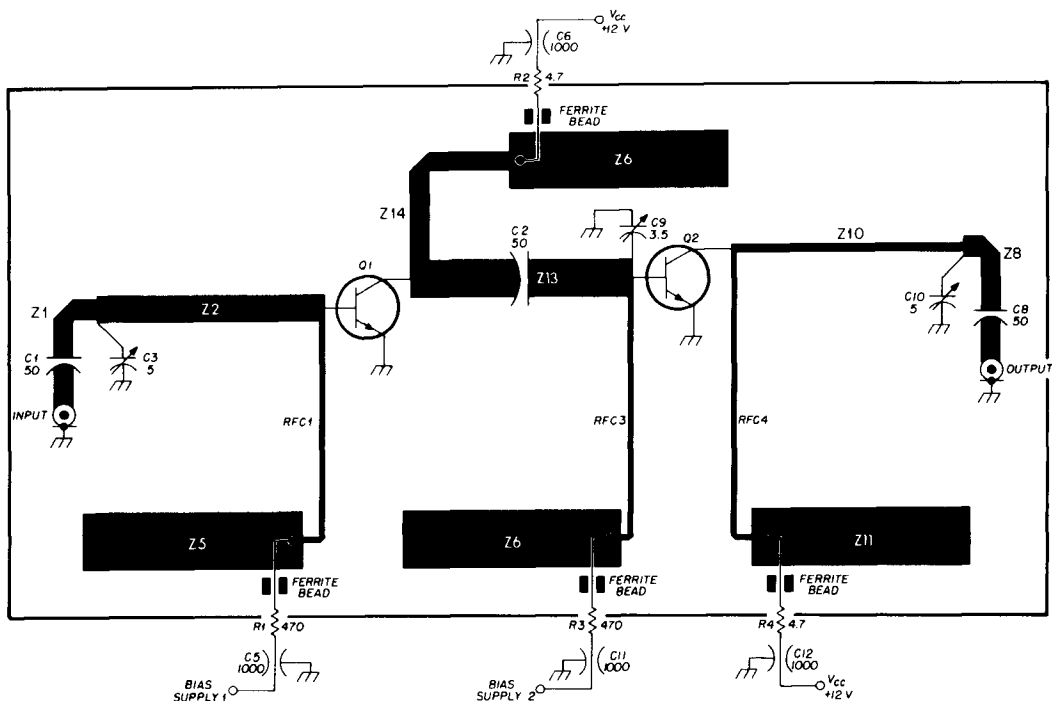 VCC
+12 V
C6
1000
R2 4.7
FERRITE
BEAD
Z6
Z14
C2
50
Z13
C9
3.5
Q1
Q2
Z10
Z8
Z1
Z2
C10
5
C8
50
C1
50
C3
5
INPUT
OUTPUT
RFC1
RFC3
RFC4
Z5
Z6
Z11
FERRITE
BEAD
FERRITE
BEAD
FERRITE
BEAD
R1 470
R3 470
R4 4.7
C5
1000
C11
1000
C12
1000
BIAS
SUPPLY 1
BIAS
SUPPLY 2
VCC
+12 V